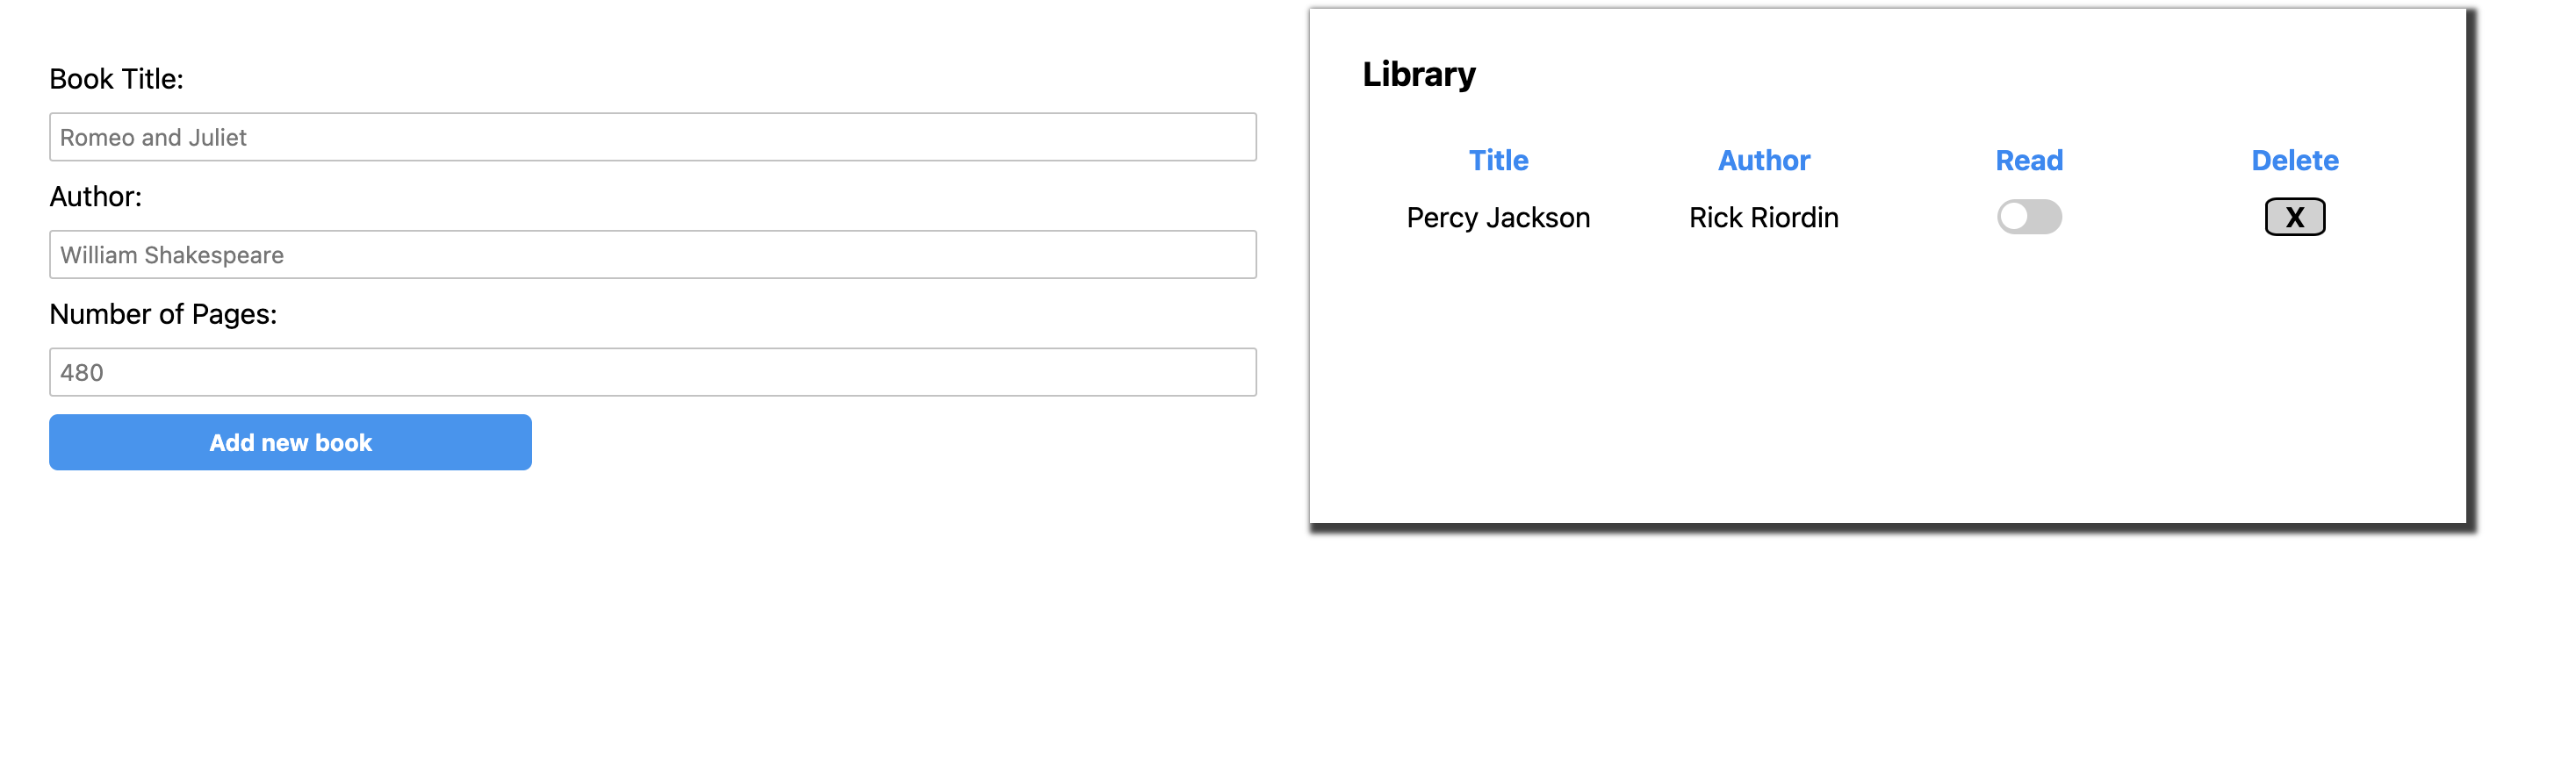 Book Title:
Romeo and Juliet
Author:
William Shakespeare
Number of Pages:
480
Add new book
Library
Title Author Read Delete
Percy Jackson Rick Riordin X